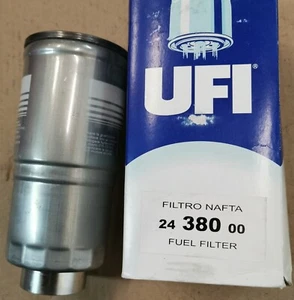 UFI
FILTRO NAFTA
24 380 00
FUEL FILTER